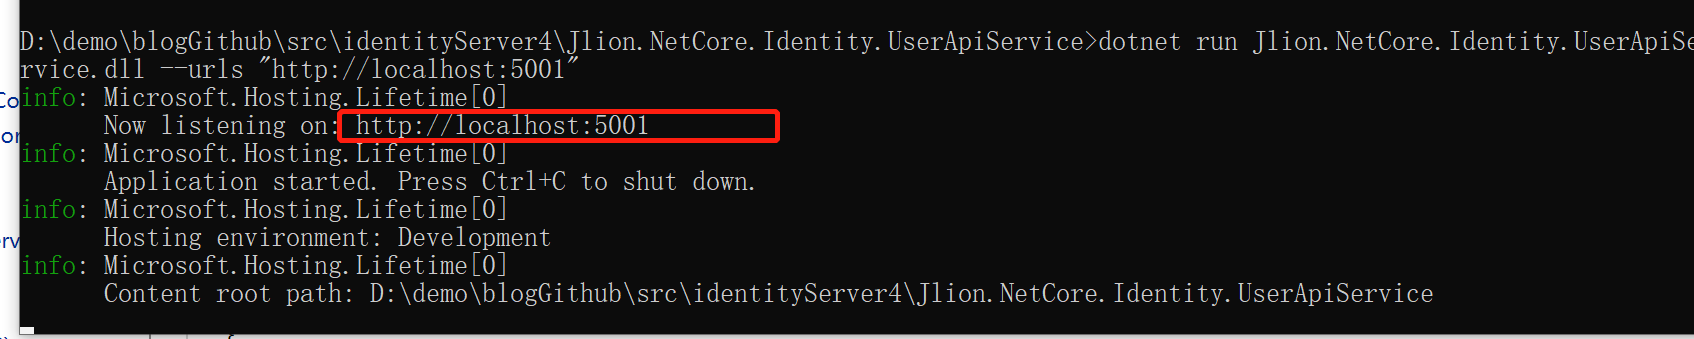 D:\demo\blogGithub\src\identityServer4\Jlion.NetCore.Identity.UserApiService>dotnet run Jlion.NetCore.Identity.UserApiSe
rvice.dll --urls "http://localhost:5001"
info: Microsoft.Hosting.Lifetime[0]
Now listening on: http://localhost:5001
info: Microsoft.Hosting.Lifetime[0]
Application started. Press Ctrl+C to shut down.
info: Microsoft.Hosting.Lifetime[0]
Hosting environment: Development
info: Microsoft.Hosting.Lifetime[0]
Content root path: D:\demo\blogGithub\src\identityServer4\Jlion.NetCore.Identity.UserApiService